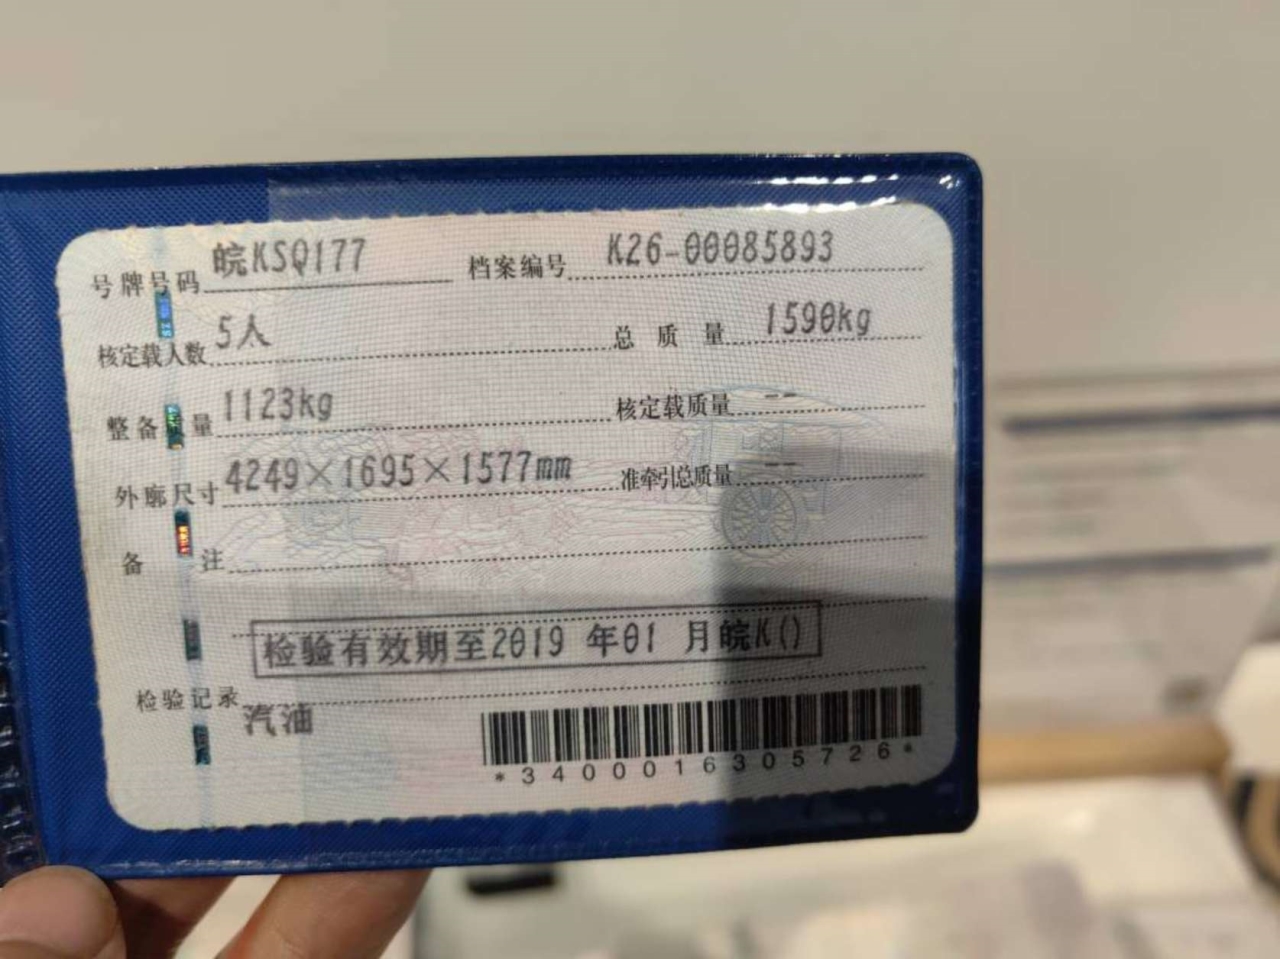 号牌号码 皖KSQ177 档案编号 K26-00085893
核定载人数 5人 总质量 1590kg
整备质量 1123kg 核定载质量 --
外廓尺寸 4249×1695×1577mm 准牵引总质量 --
备注
检验有效期至2019年01月皖K()
检验记录
汽油
*3400016305726*